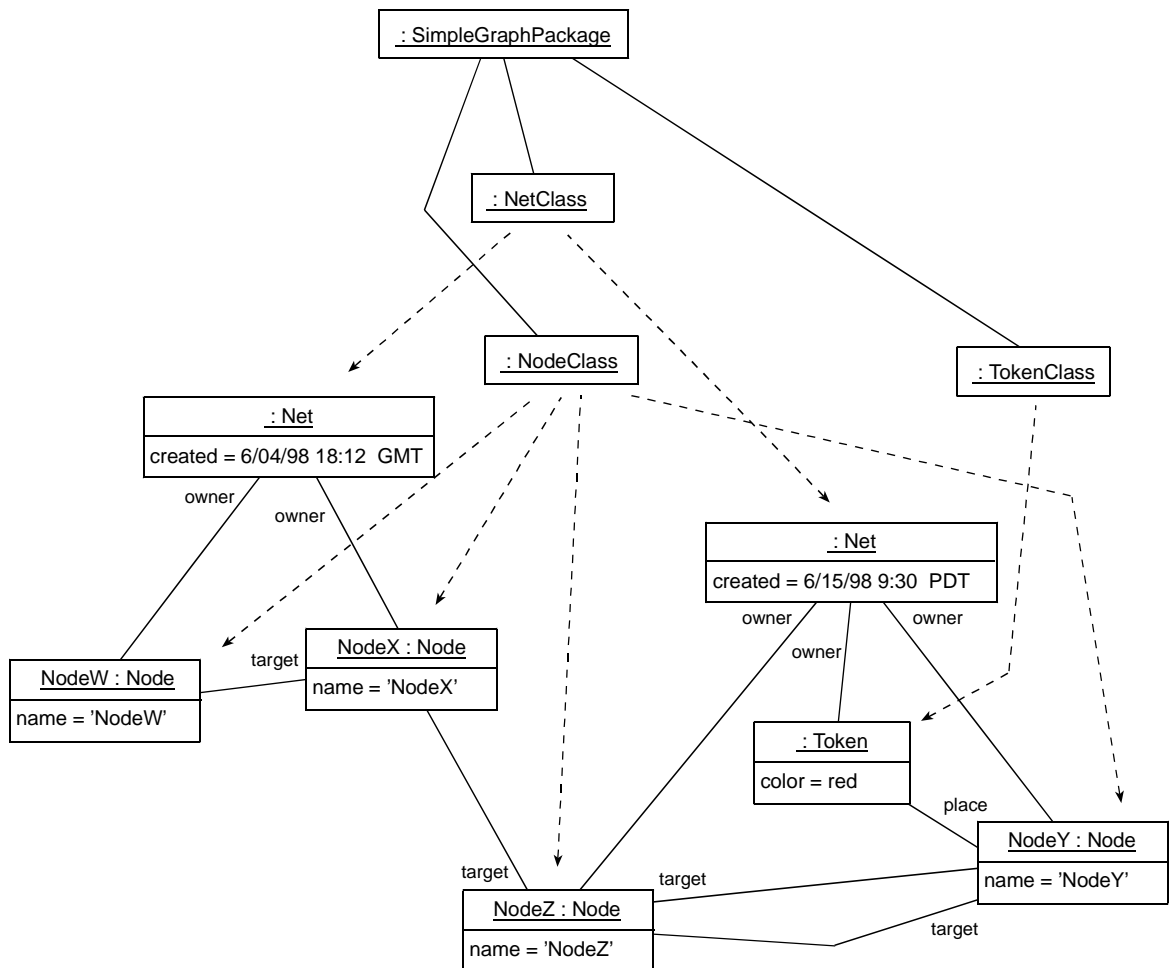 : SimpleGraphPackage
: NetClass
: NodeClass
: TokenClass
: Net
created = 6/04/98 18:12 GMT
owner
owner
: Net
created = 6/15/98 9:30 PDT
owner
owner
owner
NodeX : Node
name = ’NodeX’
target
NodeW : Node
name = ’NodeW’
: Token
color = red
place
NodeY : Node
name = ’NodeY’
target
target
NodeZ : Node
name = ’NodeZ’
target